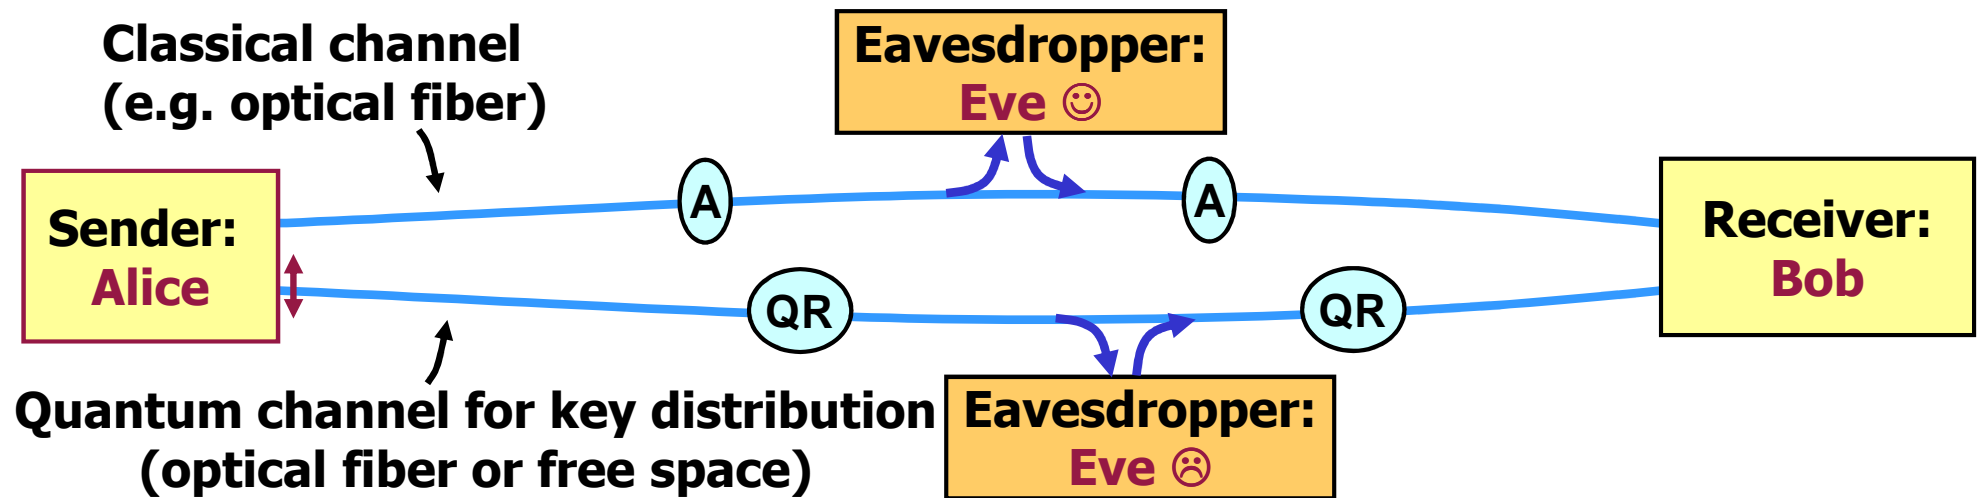 Classical channel
(e.g. optical fiber)
Eavesdropper:
Eve ☺
Sender:
Alice
A
A
Receiver:
Bob
QR
QR
Quantum channel for key distribution
(optical fiber or free space)
Eavesdropper:
Eve ☹